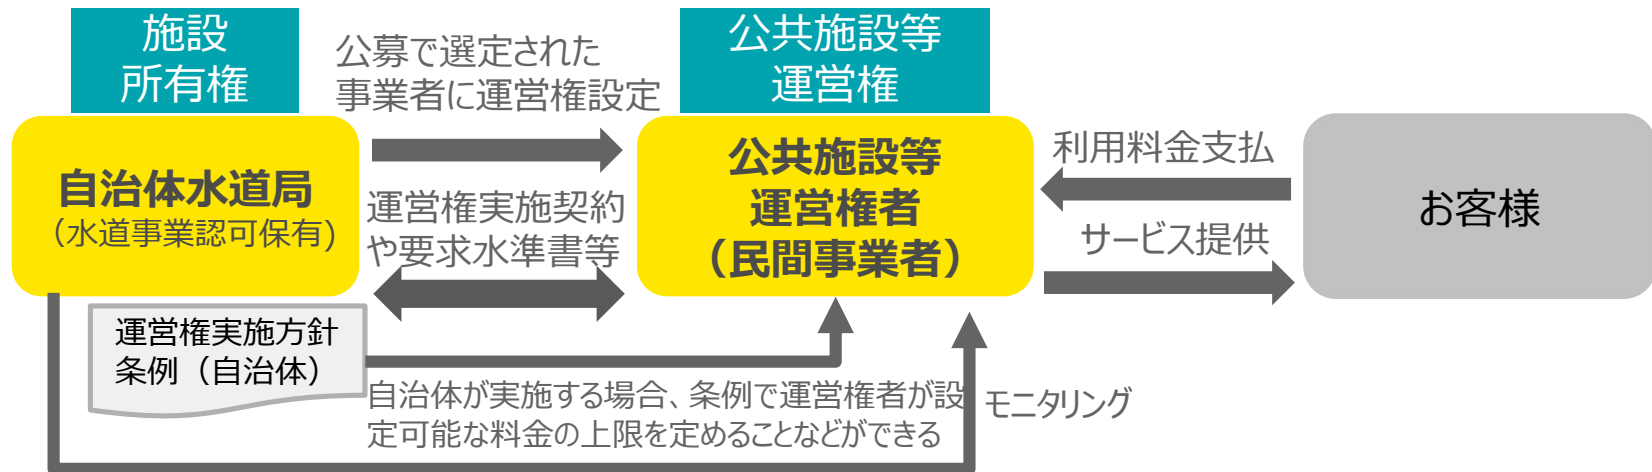 施設
所有権
公募で選定された
事業者に運営権設定
公共施設等
運営権
自治体水道局
（水道事業認可保有)
運営権実施契約
や要求水準書等
公共施設等
運営権者
（民間事業者）
利用料金支払
サービス提供
お客様
運営権実施方針
条例（自治体）
自治体が実施する場合、条例で運営権者が設
定可能な料金の上限を定めることなどができる
モニタリング